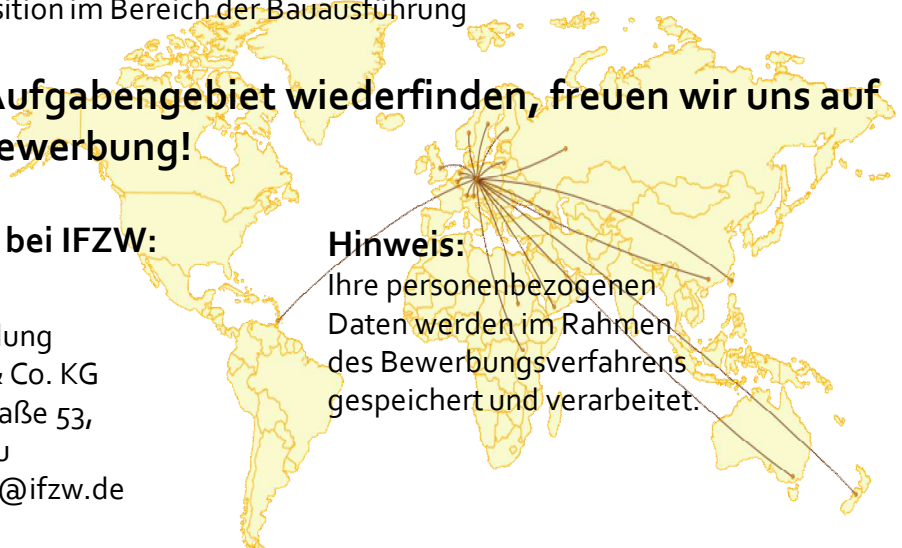 sition im Bereich der Bauausführung
Aufgabengebiet wiederfinden, freuen wir uns auf
ewerbung!
bei IFZW:
lung
& Co. KG
aße 53,
u
@ifzw.de
Hinweis:
Ihre personenbezogenen
Daten werden im Rahmen
des Bewerbungsverfahrens
gespeichert und verarbeitet.